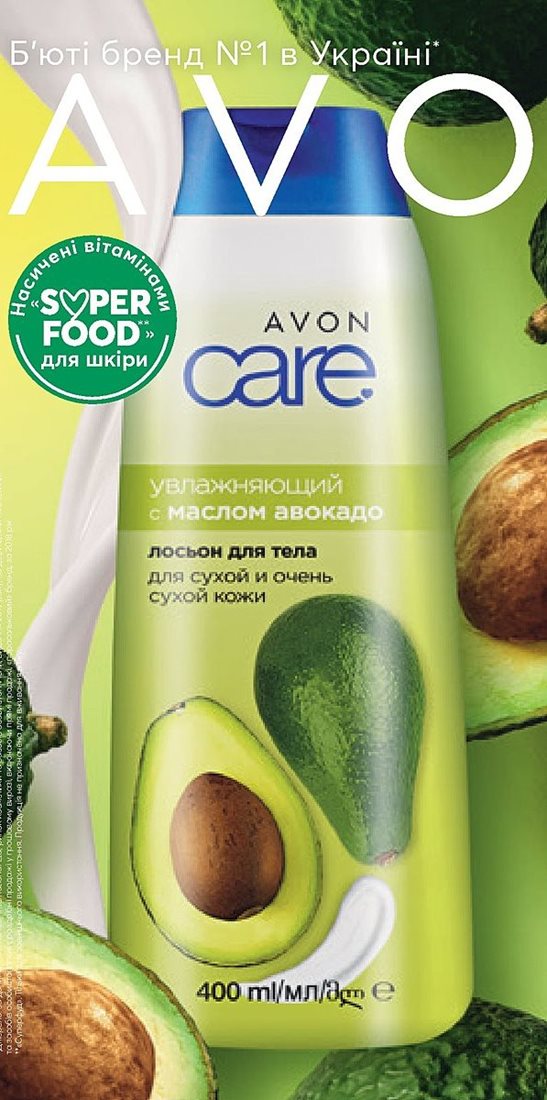 Б'юті бренд №1 в Україні*
AVO
Насичені вітамінами
«SUPER
FOOD**»
для шкіри
AVON
care
увлажняющий
с маслом авокадо
лосьон для тела
для сухой и очень
сухой кожи
400 ml/мл/მლ e